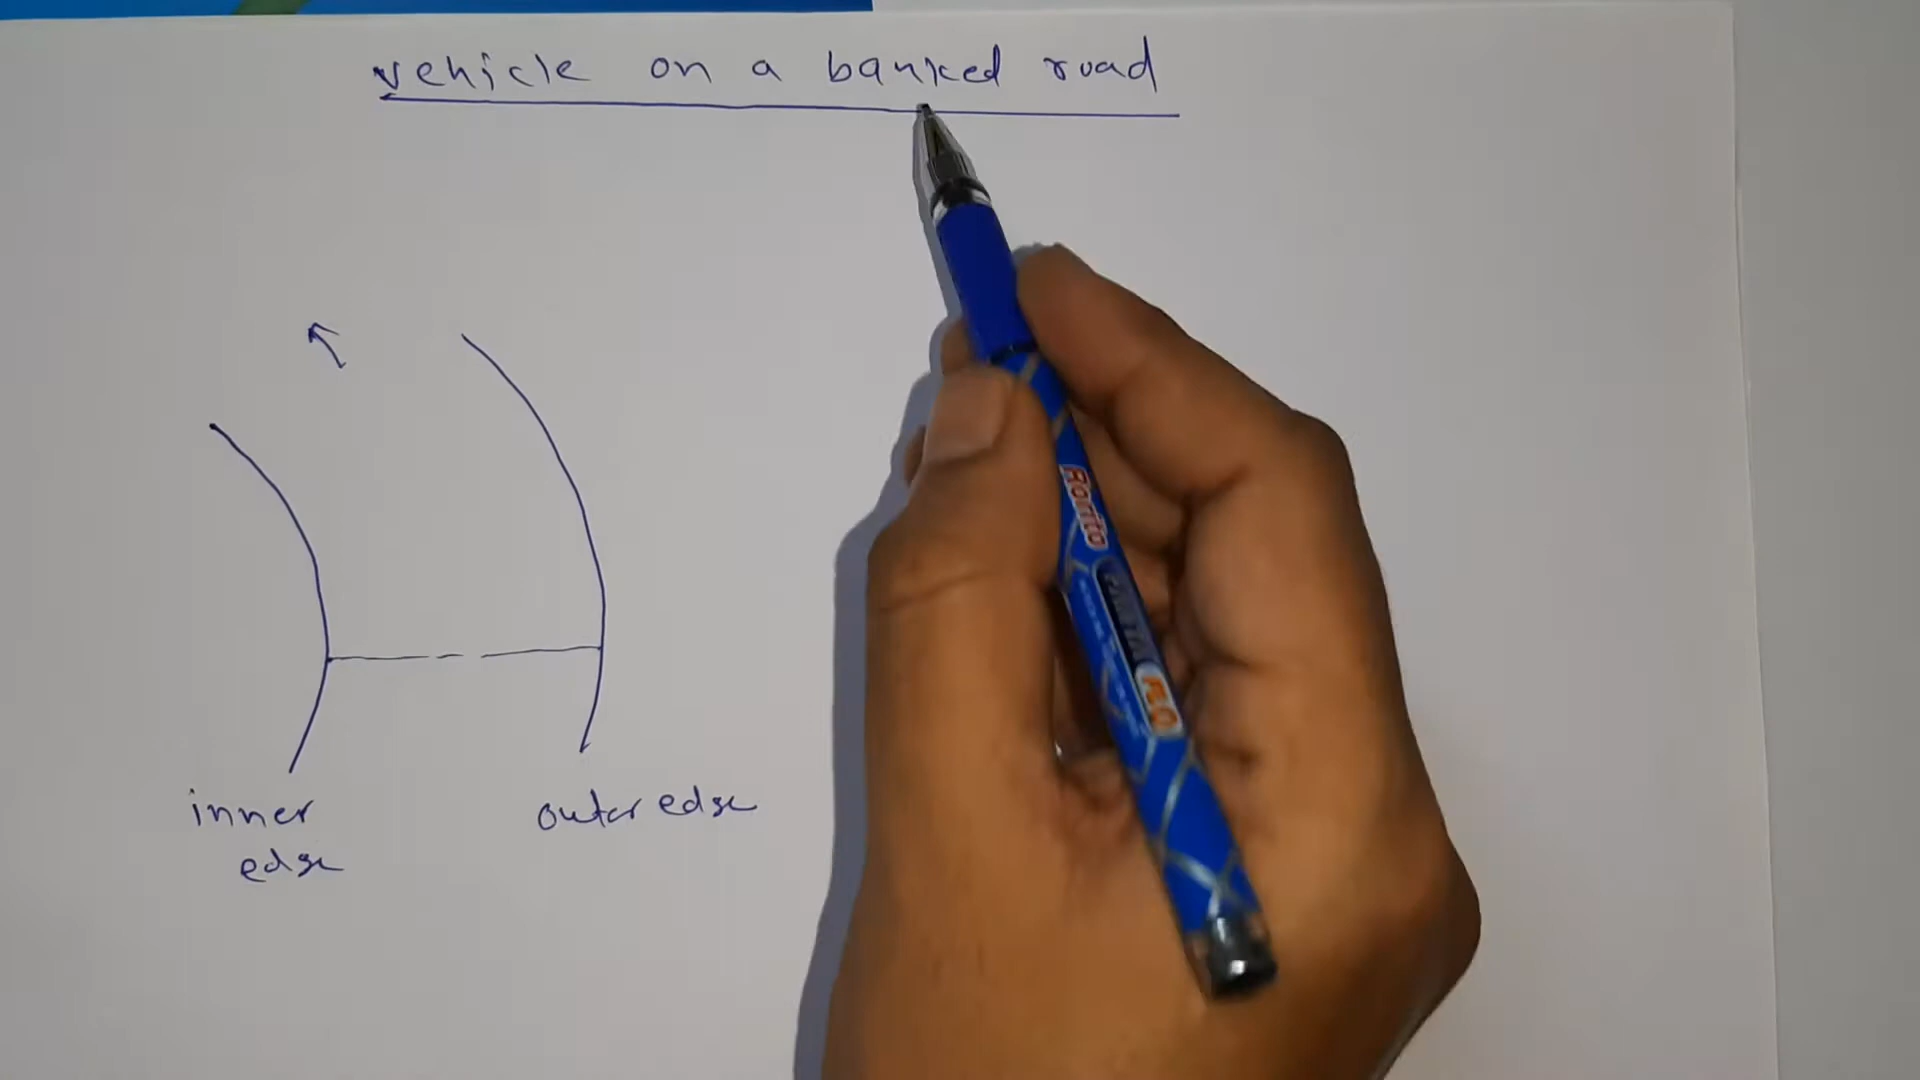 vehicle on a banked road
inner
edge
outer edge
Rorito